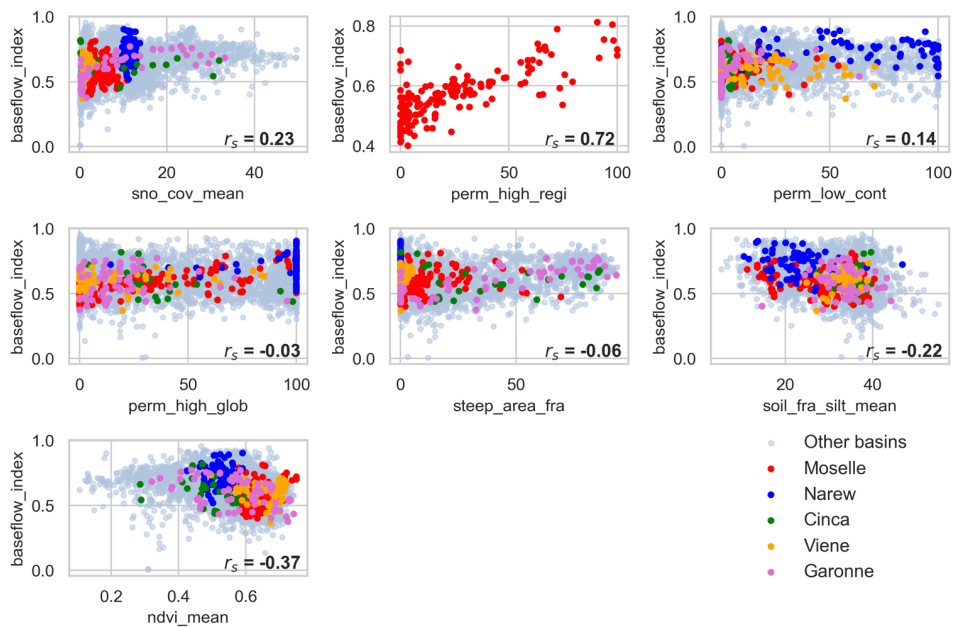 1.0
0.5
0.0
baseflow_index
r_s = 0.23
0 20 40
sno_cov_mean
0.8
0.6
0.4
baseflow_index
r_s = 0.72
0 50 100
perm_high_regi
1.0
0.5
0.0
baseflow_index
r_s = 0.14
0 50 100
perm_low_cont
1.0
0.5
0.0
baseflow_index
r_s = -0.03
0 50 100
perm_high_glob
1.0
0.5
0.0
baseflow_index
r_s = -0.06
0 50
steep_area_fra
1.0
0.5
0.0
baseflow_index
r_s = -0.22
20 40
soil_fra_silt_mean
1.0
0.5
0.0
baseflow_index
r_s = -0.37
0.2 0.4 0.6
ndvi_mean
Other basins
Moselle
Narew
Cinca
Viene
Garonne